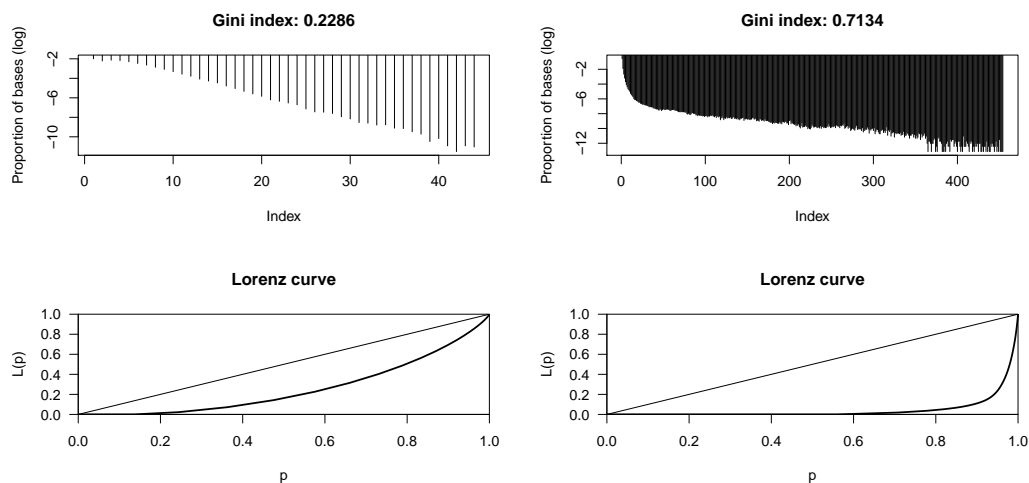 Gini index: 0.2286
Proportion of bases (log)
−2
−6
−10
0 10 20 30 40
Index
Gini index: 0.7134
Proportion of bases (log)
−2
−6
−12
0 100 200 300 400
Index
Lorenz curve
L(p)
1.0
0.8
0.6
0.4
0.2
0.0
0.0 0.2 0.4 0.6 0.8 1.0
p
Lorenz curve
L(p)
1.0
0.8
0.6
0.4
0.2
0.0
0.0 0.2 0.4 0.6 0.8 1.0
p